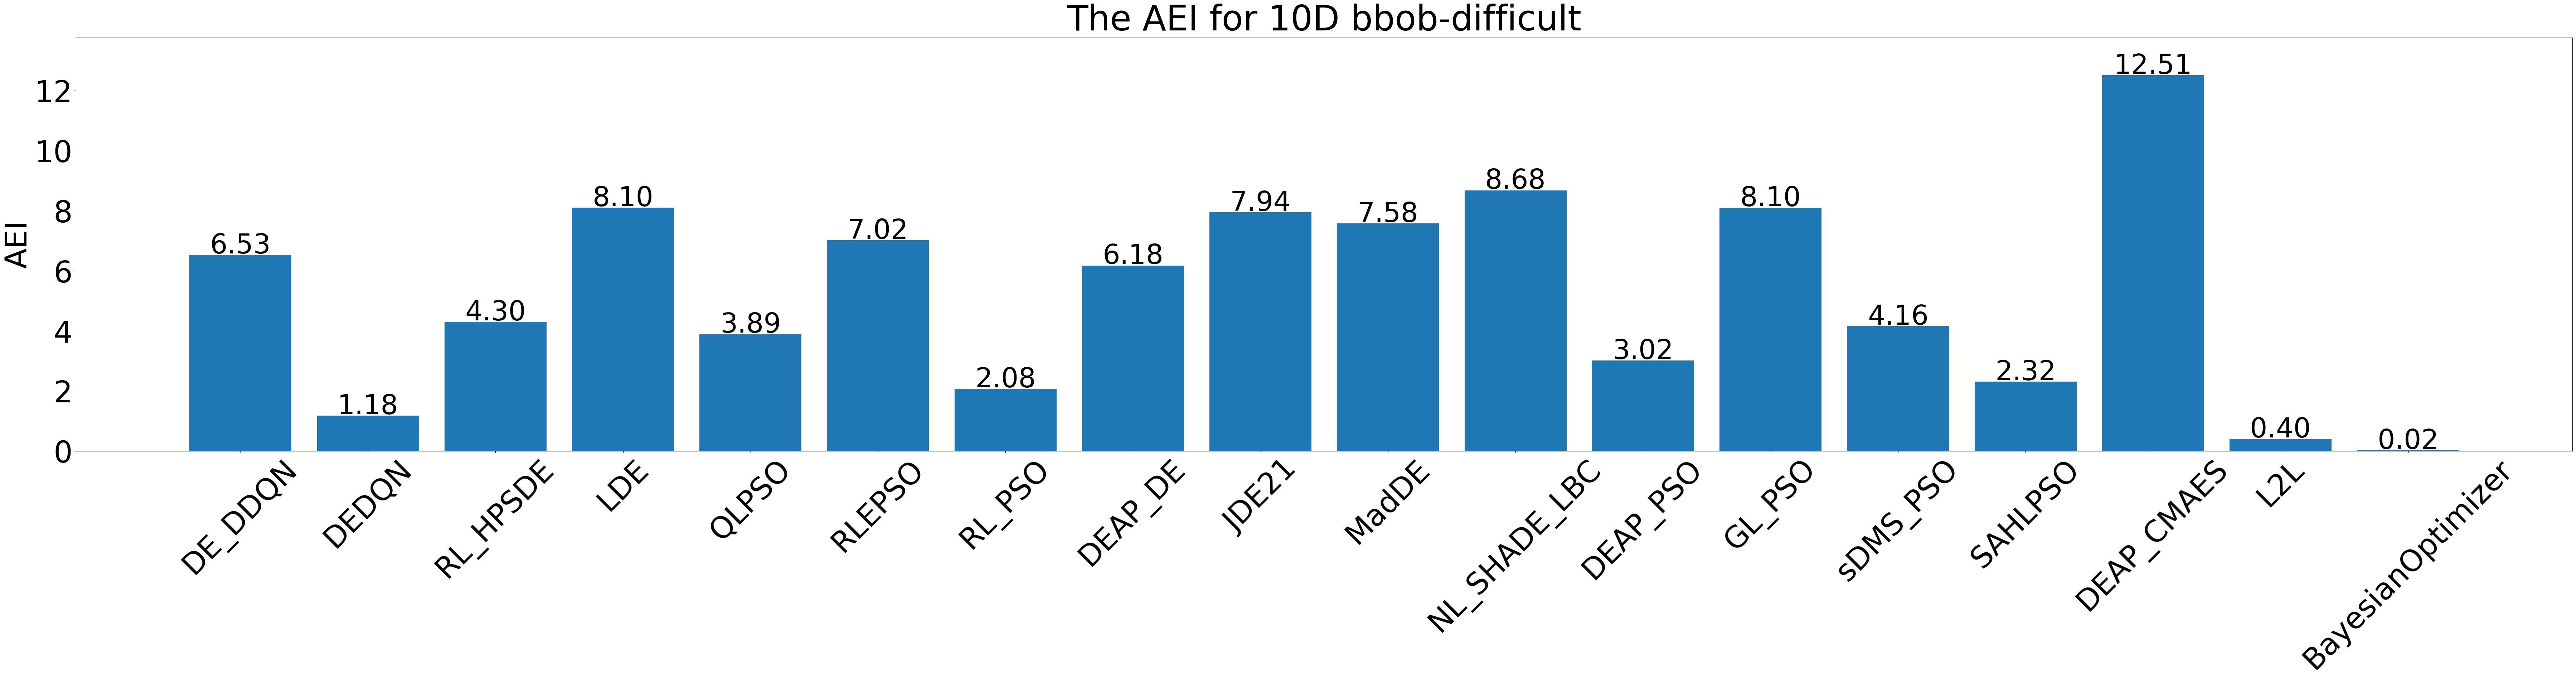 The AEI for 10D bbob-difficult
AEI
12
10
8
6
4
2
0
6.53
1.18
4.30
8.10
3.89
7.02
2.08
6.18
7.94
7.58
8.68
3.02
8.10
4.16
2.32
12.51
0.40
0.02
DE_DDQN
DEDQN
RL_HPSDE
LDE
QLPSO
RLEPSO
RL_PSO
DEAP_DE
JDE21
MadDE
NL_SHADE_LBC
DEAP_PSO
GL_PSO
sDMS_PSO
SAHLPSO
DEAP_CMAES
L2L
BayesianOptimizer